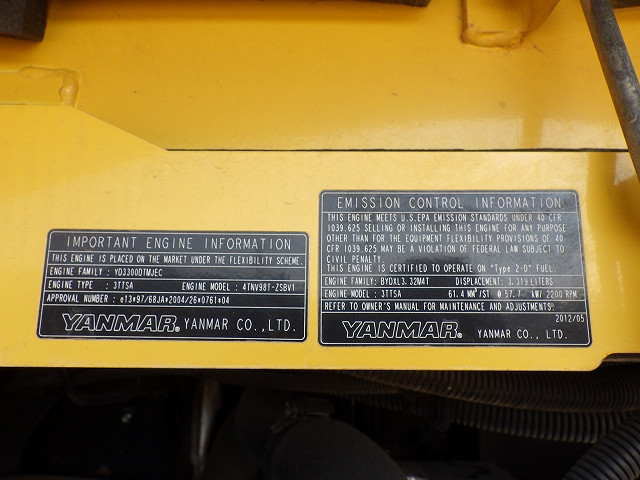 IMPORTANT ENGINE INFORMATION
THIS ENGINE IS PLACED ON THE MARKET UNDER THE FLEXIBILITY SCHEME.
ENGINE FAMILY : YD3300DTMJEC
ENGINE TYPE : 3TTSA ENGINE MODEL : 4TNV98T-ZSBV1
APPROVAL NUMBER : e13*97/68JA*2004/26*0761*04
YANMAR® YANMAR CO.,LTD.
EMISSION CONTROL INFORMATION
THIS ENGINE MEETS U.S.EPA EMISSION STANDARDS UNDER 40 CFR
1039.625 SELLING OR INSTALLING THIS ENGINE FOR ANY PURPOSE
OTHER THAN FOR THE EQUIPMENT FLEXIBILITY PROVISIONS OF 40
CFR 1039.625 MAY BE A VIOLATION OF FEDERAL LAW SUBJECT TO
CIVIL PENALTY.
THIS ENGINE IS CERTIFIED TO OPERATE ON "Type 2-D" FUEL.
ENGINE FAMILY: BYDXL3.32M4T DISPLACEMENT: 3.319 LITERS
ENGINE MODEL : 3TTSA 61.4 MM³/ST @ 57.7 kW/ 2200 RPM
REFER TO OWNER'S MANUAL FOR MAINTENANCE AND ADJUSTMENTS.
2012/05
YANMAR® YANMAR CO.,LTD.